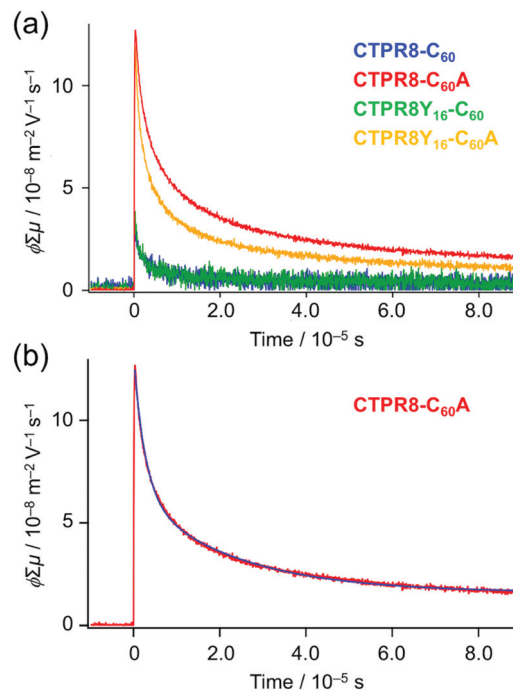 (a)
CTPR8-C₆₀
CTPR8-C₆₀A
CTPR8Y₁₆-C₆₀
CTPR8Y₁₆-C₆₀A
ϕΣμ / 10⁻⁸ m⁻² V⁻¹ s⁻¹
10
5
0
0 2.0 4.0 6.0 8.0
Time / 10⁻⁵ s
(b)
CTPR8-C₆₀A
ϕΣμ / 10⁻⁸ m⁻² V⁻¹ s⁻¹
10
5
0
0 2.0 4.0 6.0 8.0
Time / 10⁻⁵ s